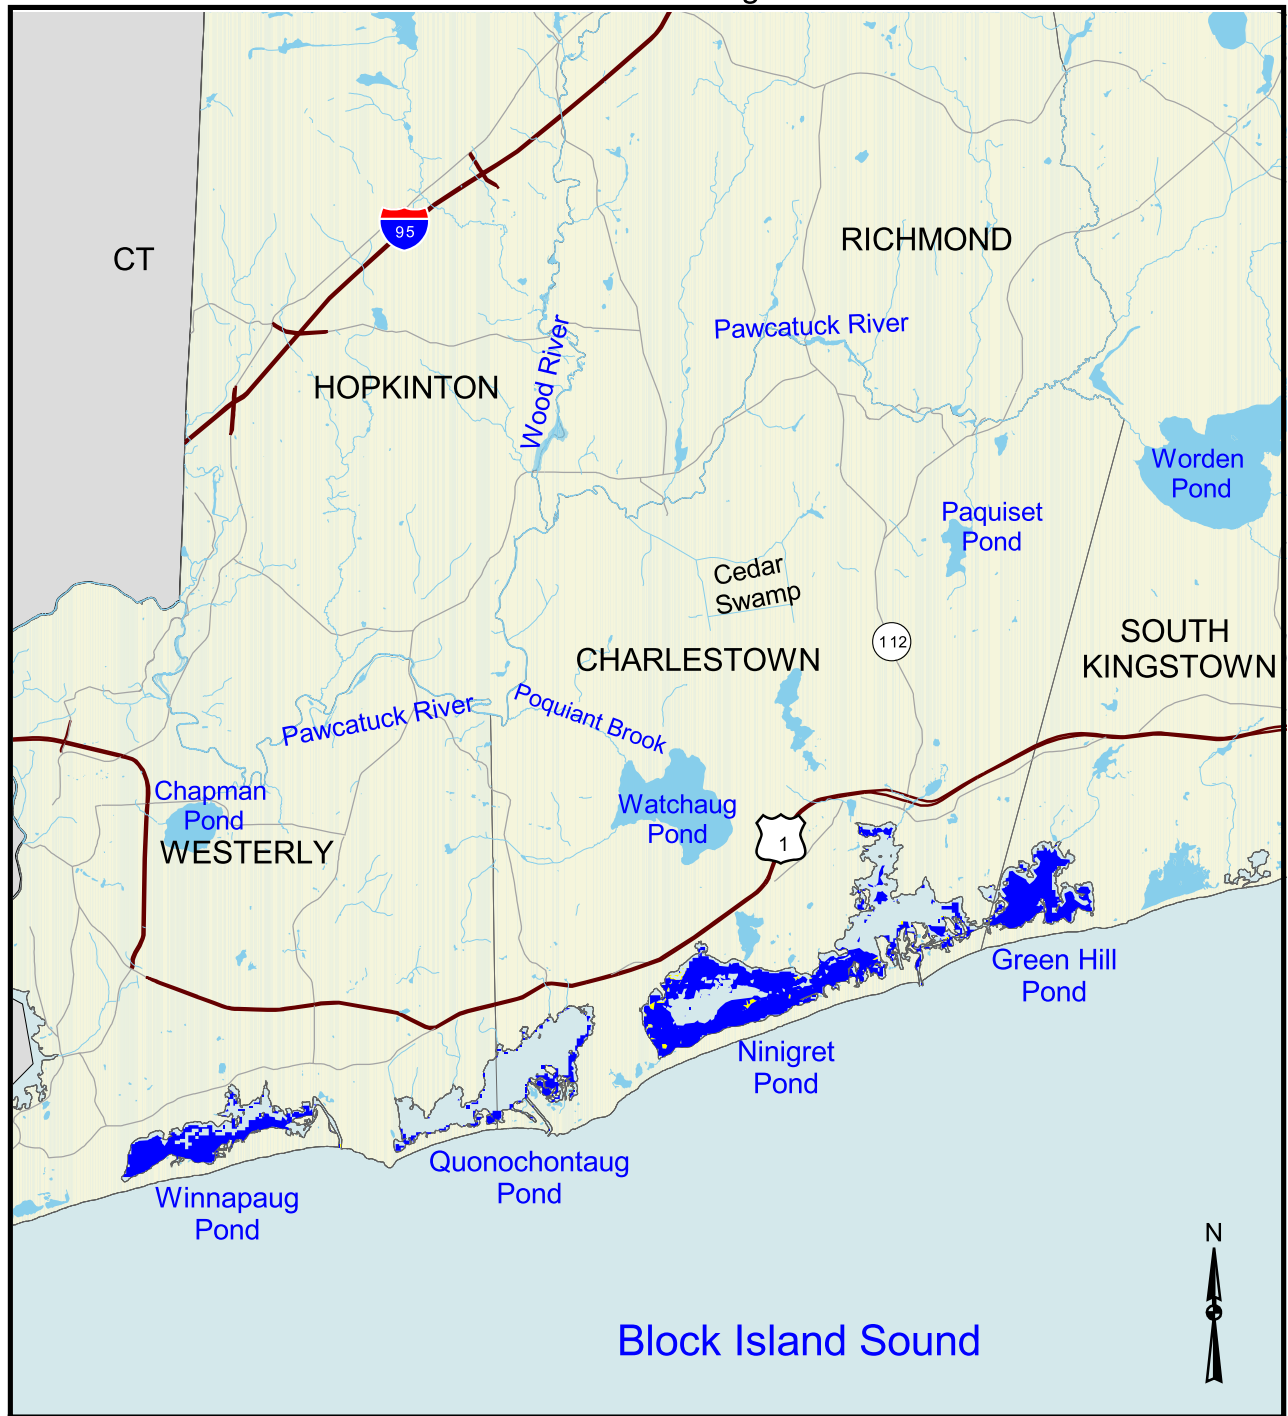 CT
95
RICHMOND
Pawcatuck River
HOPKINTON
Wood River
Worden
Pond
Paquiset
Pond
Cedar
Swamp
112
SOUTH
KINGSTOWN
CHARLESTOWN
Pawcatuck River
Poquiant Brook
Chapman
Pond
WESTERLY
Watchaug
Pond
1
Green Hill
Pond
Ninigret
Pond
Quonochontaug
Pond
Winnapaug
Pond
N
Block Island Sound